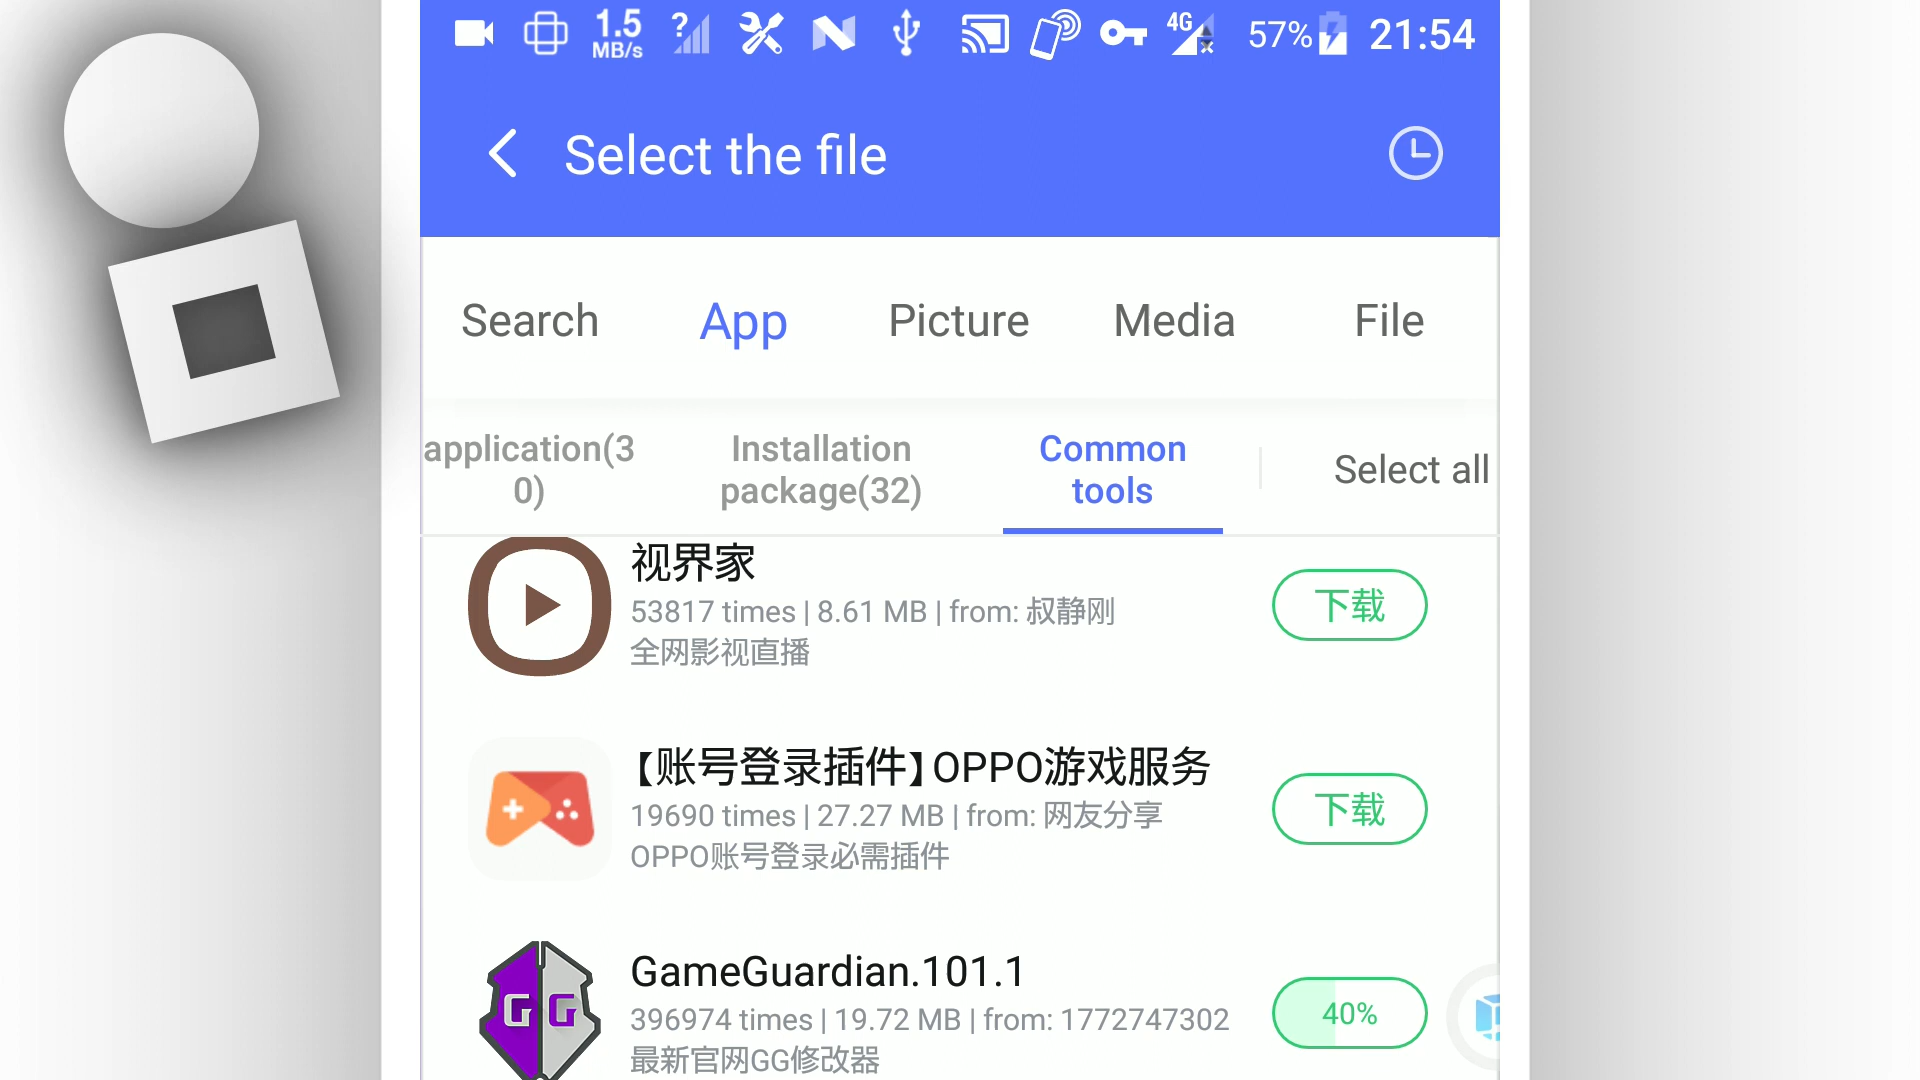 1.5
MB/s
?
4G
57%
21:54
Select the file
Search
App
Picture
Media
File
application(3
0)
Installation
package(32)
Common
tools
Select all
视界家
53817 times | 8.61 MB | from: 叔静刚
全网影视直播
下载
【账号登录插件】OPPO游戏服务
19690 times | 27.27 MB | from: 网友分享
OPPO账号登录必需插件
下载
GG
GameGuardian.101.1
396974 times | 19.72 MB | from: 1772747302
最新官网GG修改器
40%